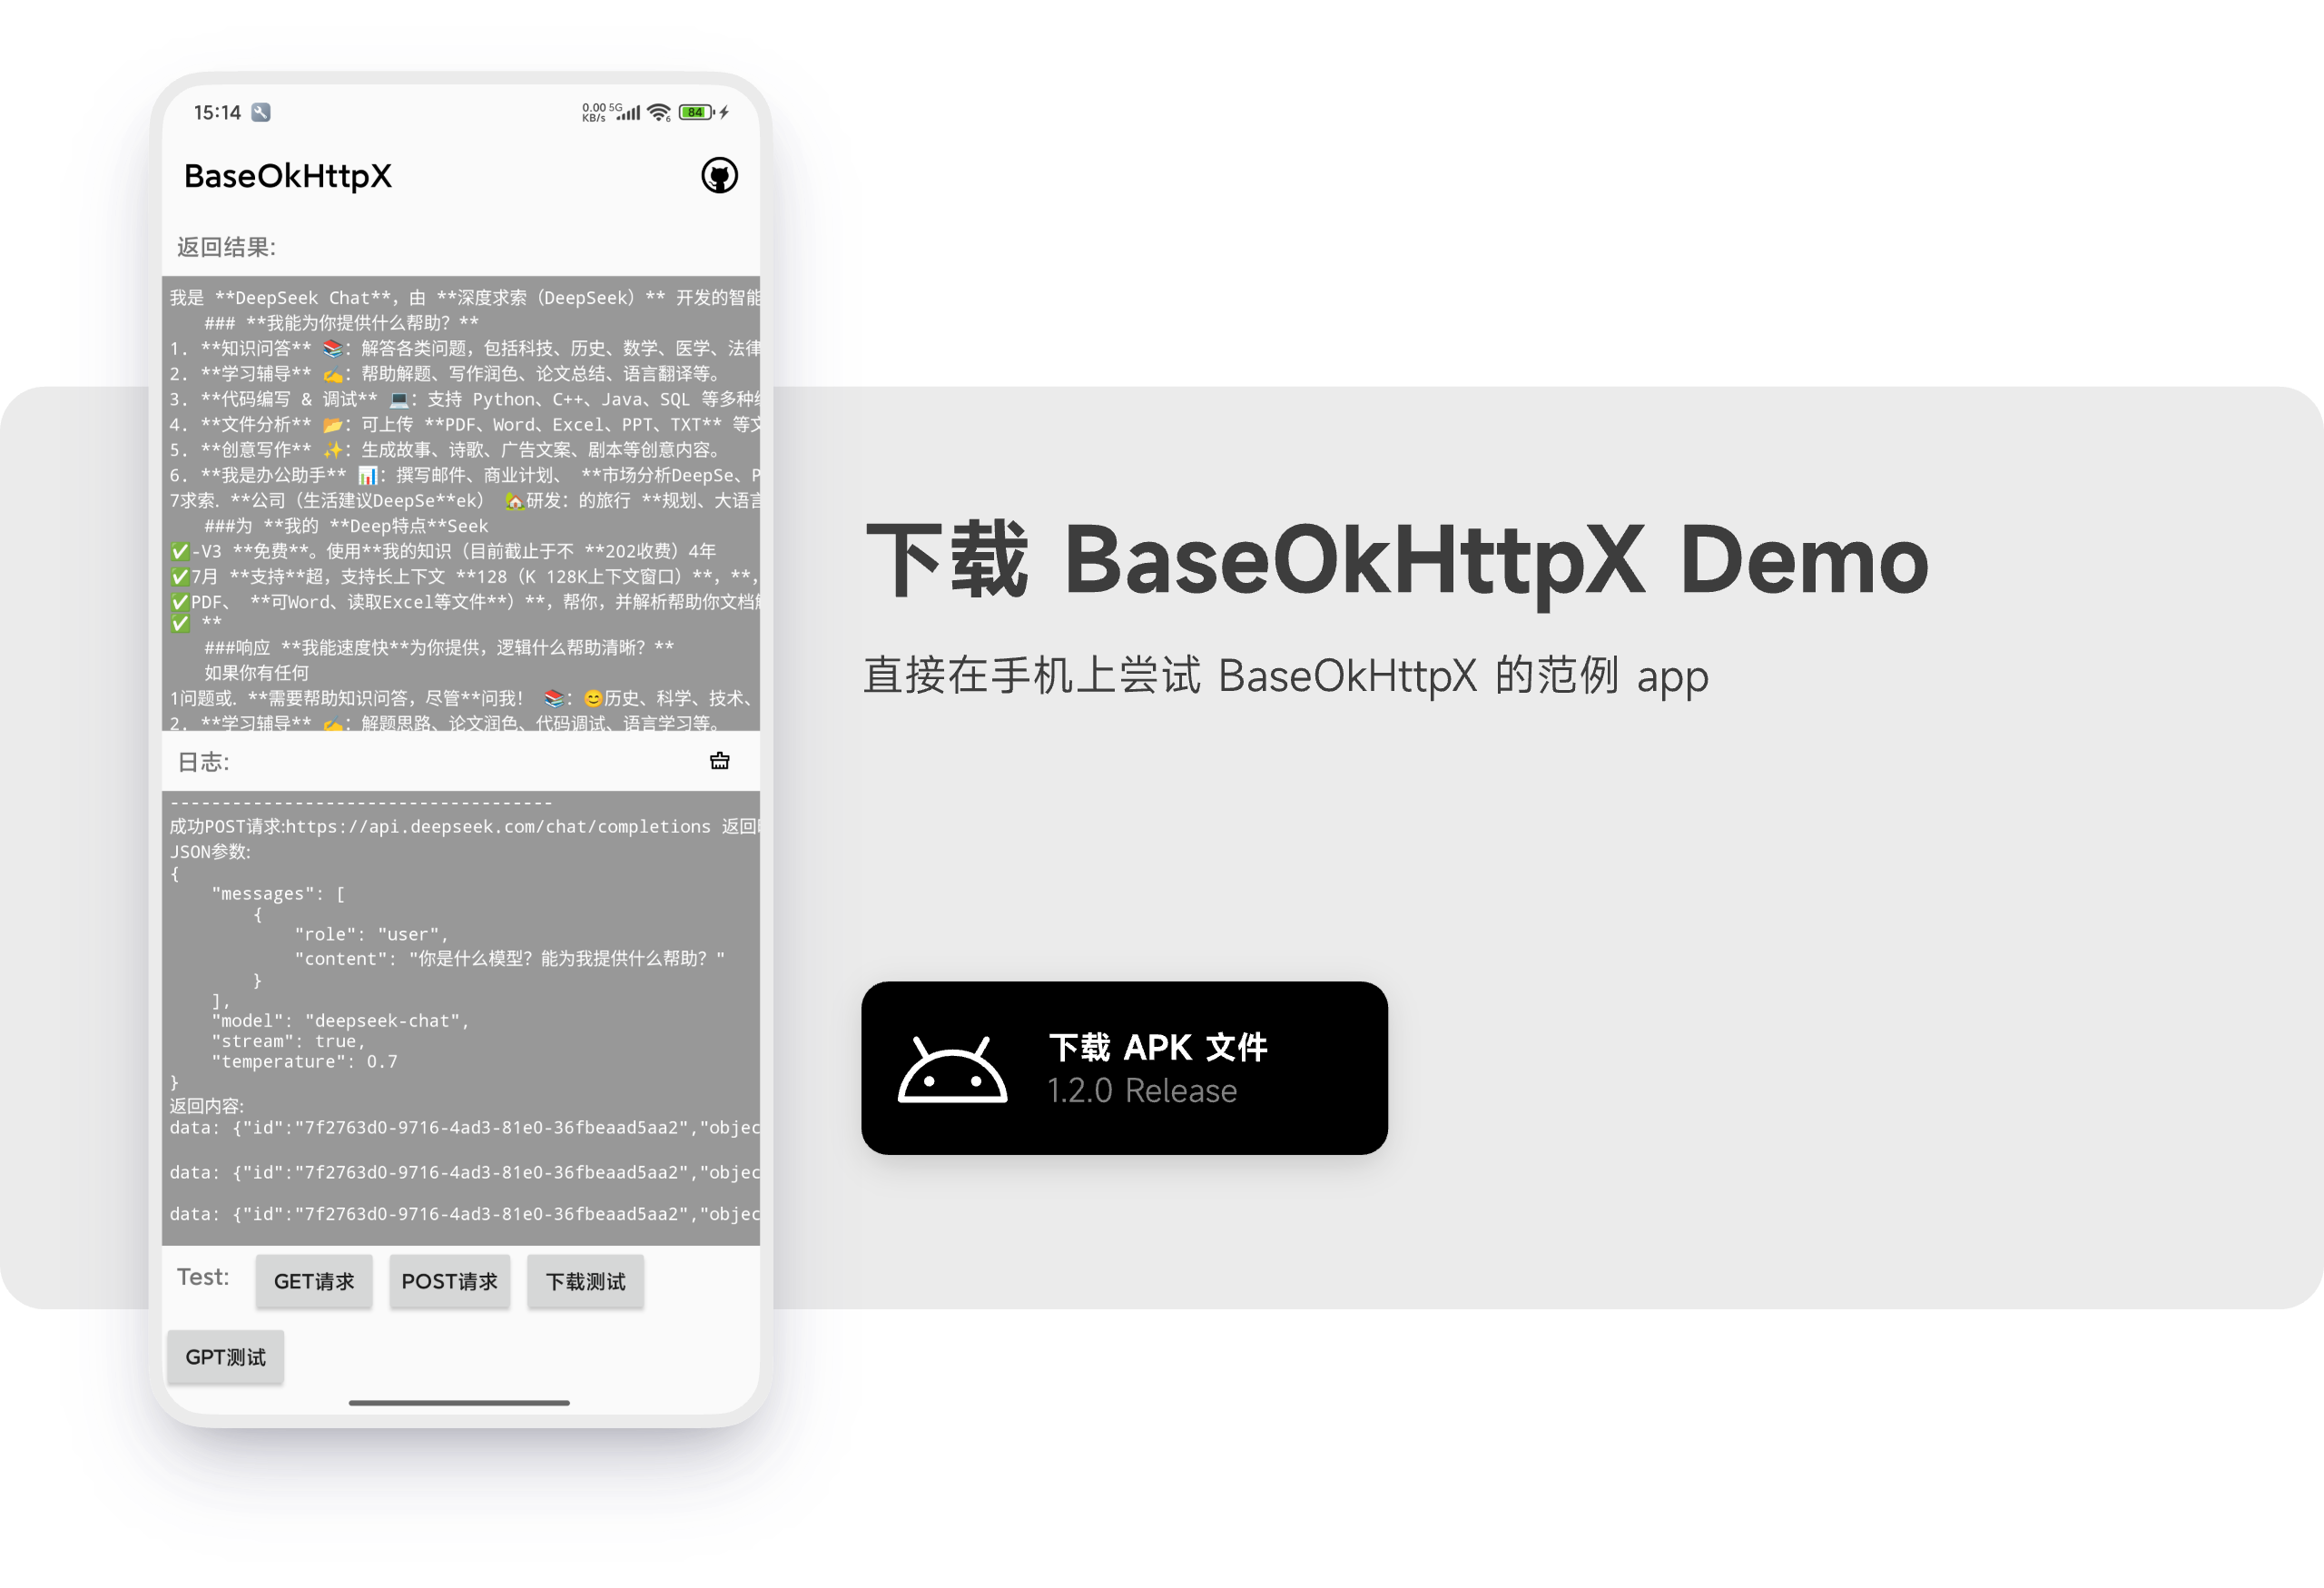 15:14
0.00 KB/s 5G 6 84
BaseOkHttpX
返回结果:
我是 **DeepSeek Chat**，由 **深度求索（DeepSeek）** 开发的智能
### **我能为你提供什么帮助？**
1. **知识问答** 📚：解答各类问题，包括科技、历史、数学、医学、法律
2. **学习辅导** ✍️：帮助解题、写作润色、论文总结、语言翻译等。
3. **代码编写 & 调试** 💻：支持 Python、C++、Java、SQL 等多种
4. **文件分析** 📂：可上传 **PDF、Word、Excel、PPT、TXT** 等文
5. **创意写作** ✨：生成故事、诗歌、广告文案、剧本等创意内容。
6. **我是办公助手** 📊：撰写邮件、商业计划、 **市场分析DeepSe、P
7求索. **公司（生活建议DeepSe**ek） 🏡研发：的旅行 **规划、大语言
###为 **我的 **Deep特点**Seek
✅-V3 **免费**。使用**我的知识（目前截止于不 **202收费）4年
✅7月 **支持**超，支持长上下文 **128（K 128K上下文窗口）**，**，
✅PDF、 **可Word、读取Excel等文件**）**，帮你，并解析帮助你文档
✅ **
###响应 **我能速度快**为你提供，逻辑什么帮助清晰？**
如果你有任何
1问题或. **需要帮助知识问答，尽管**问我！ 📚：😊历史、科学、技术、
2. **学习辅导** ✍️：解题思路、论文润色、代码调试、语言学习等。
日志:
-------------------------------------
成功POST请求:https://api.deepseek.com/chat/completions 返回
JSON参数:
{
"messages": [
{
"role": "user",
"content": "你是什么模型？能为我提供什么帮助？"
}
],
"model": "deepseek-chat",
"stream": true,
"temperature": 0.7
}
返回内容:
data: {"id":"7f2763d0-9716-4ad3-81e0-36fbeaad5aa2","objec
data: {"id":"7f2763d0-9716-4ad3-81e0-36fbeaad5aa2","objec
data: {"id":"7f2763d0-9716-4ad3-81e0-36fbeaad5aa2","objec
Test: GET请求 POST请求 下载测试
GPT测试
下载 BaseOkHttpX Demo
直接在手机上尝试 BaseOkHttpX 的范例 app
下载 APK 文件
1.2.0 Release